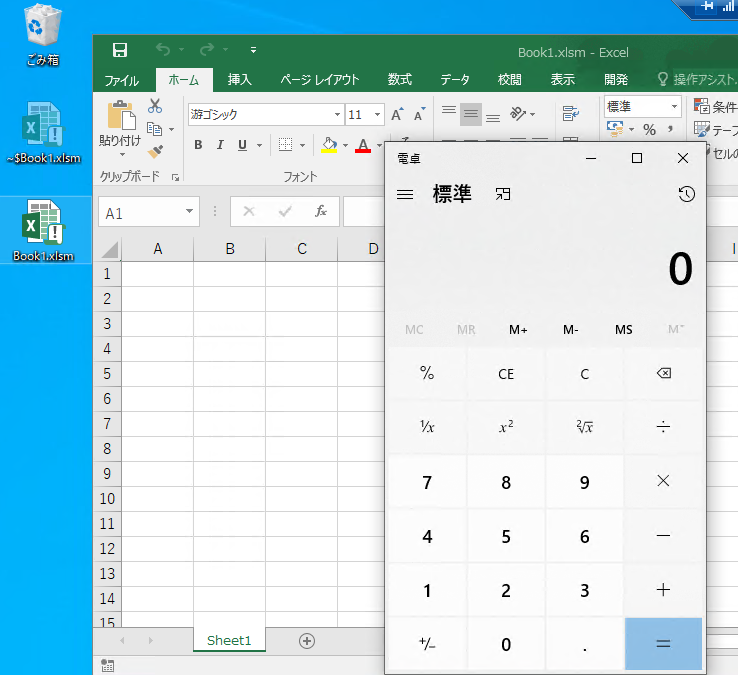 ごみ箱
~$Book1.xlsm
Book1.xlsm
Book1.xlsm - Excel
ファイル ホーム 挿入 ページ レイアウト 数式 データ 校閲 表示 開発 操作アシスト
貼り付け
クリップボード
游ゴシック 11
B I U A A A
フォント
標準
% ,
条件
テーブ
セルの
A1 fx
A B C D I
1
2
3
4
5
6
7
8
9
10
11
12
13
14
15
Sheet1
電卓
標準
0
MC MR M+ M- MS M˅
% CE C
¹/x x² ²√x ÷
7 8 9 ×
4 5 6 −
1 2 3 +
+/− 0 . =